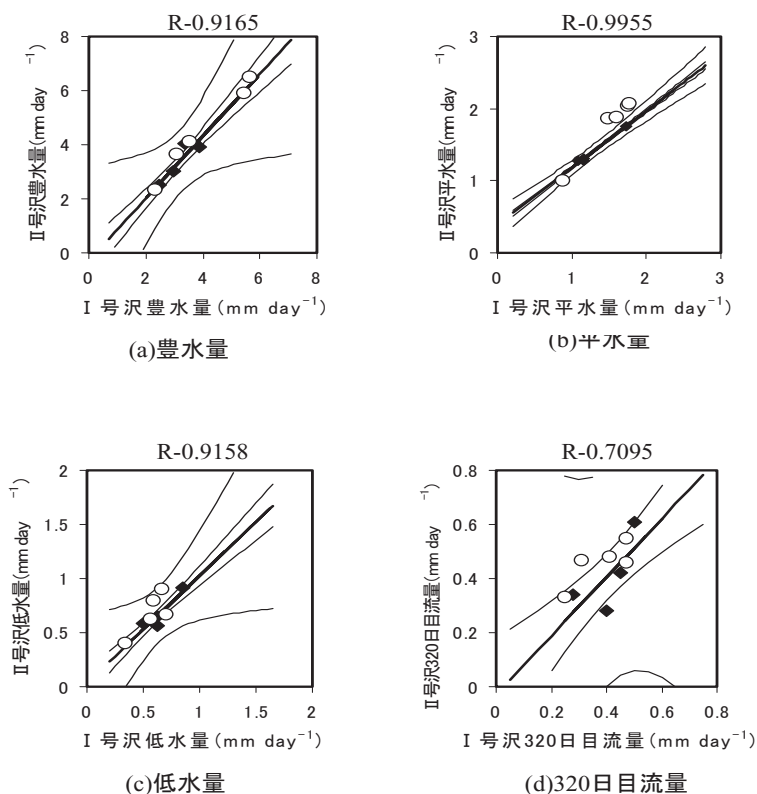 R-0.9165
8
6
4
2
0
0 2 4 6 8
Ⅱ号沢豊水量(mm day⁻¹)
Ⅰ号沢豊水量(mm day⁻¹)
(a)豊水量
R-0.9955
3
2
1
0
0 1 2 3
Ⅱ号沢平水量(mm day⁻¹)
Ⅰ号沢平水量(mm day⁻¹)
(b)平水量
R-0.9158
2
1.5
1
0.5
0
0 0.5 1 1.5 2
Ⅱ号沢低水量(mm day⁻¹)
Ⅰ号沢低水量(mm day⁻¹)
(c)低水量
R-0.7095
0.8
0.6
0.4
0.2
0
0 0.2 0.4 0.6 0.8
Ⅱ号沢320日目流量(mm day⁻¹)
Ⅰ号沢320日目流量(mm day⁻¹)
(d)320日目流量